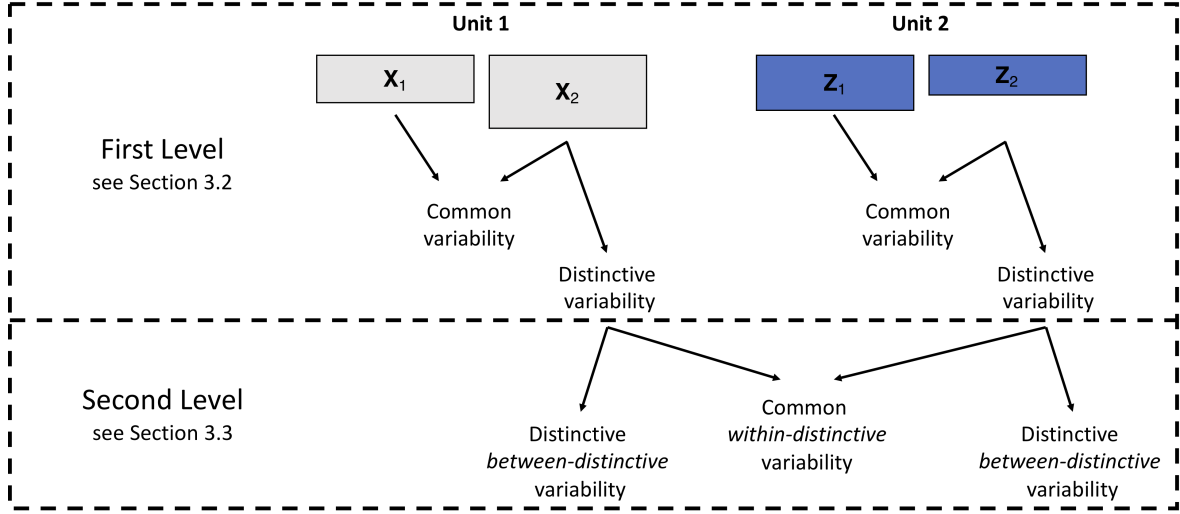 Unit 1
Unit 2
X1
X2
Z1
Z2
First Level
see Section 3.2
Common
variability
Common
variability
Distinctive
variability
Distinctive
variability
Second Level
see Section 3.3
Common
within-distinctive
variability
Distinctive
between-distinctive
variability
Distinctive
between-distinctive
variability